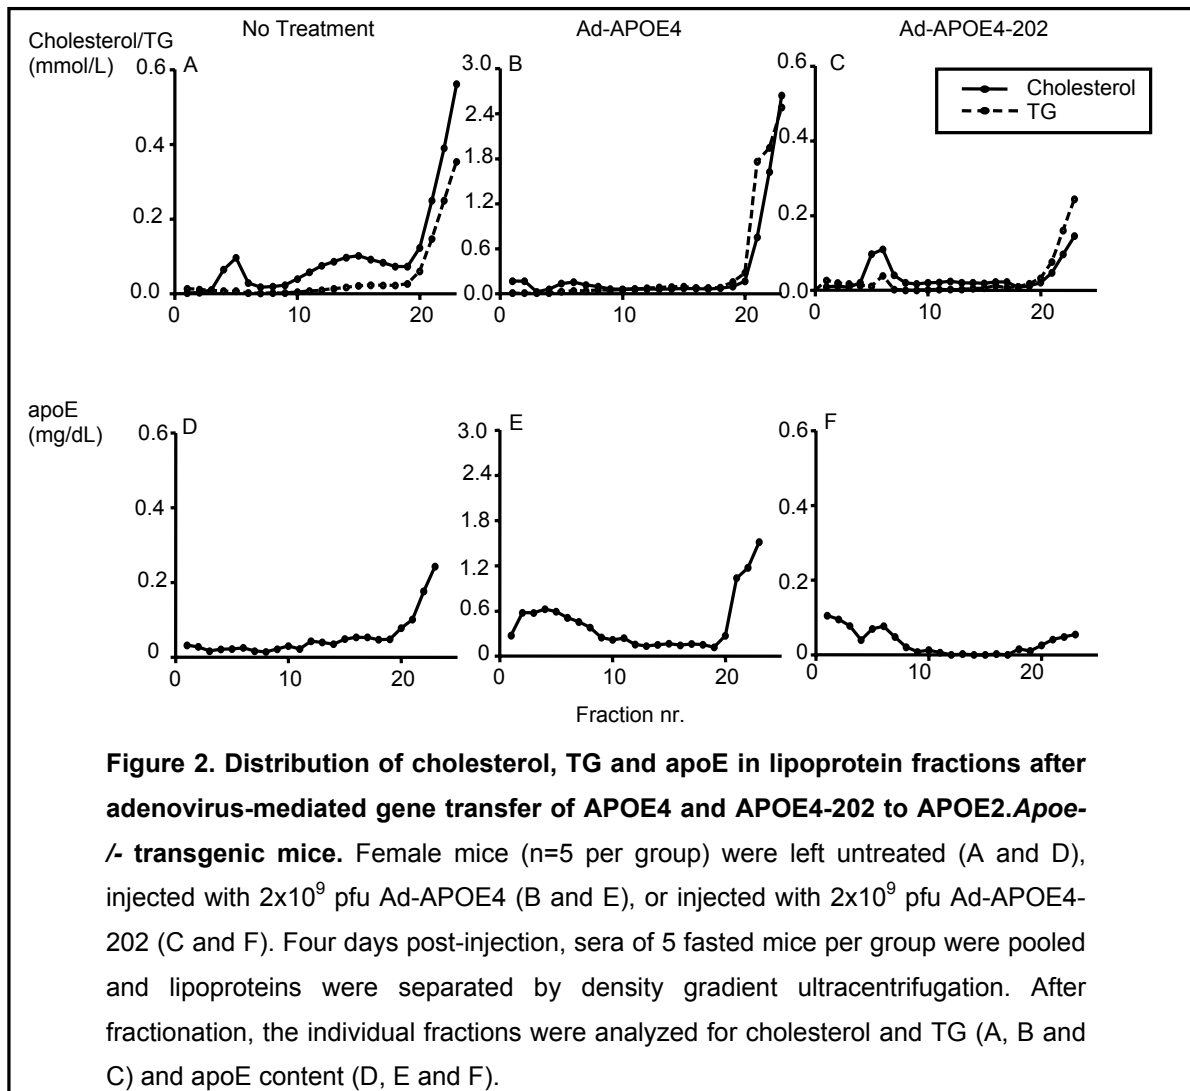 No Treatment Ad-APOE4 Ad-APOE4-202
Cholesterol/TG
(mmol/L)
A
0.6
0.4
0.2
0.0
0 10 20
B
3.0
2.4
1.8
1.2
0.6
0.0
0 10 20
C
0.6
0.4
0.2
0.0
0 10 20
Cholesterol
TG
apoE
(mg/dL)
D
0.6
0.4
0.2
0
0 10 20
E
3.0
2.4
1.8
1.2
0.6
0
0 10 20
F
0.6
0.4
0.2
0
0 10 20
Fraction nr.
Figure 2. Distribution of cholesterol, TG and apoE in lipoprotein fractions after
adenovirus-mediated gene transfer of APOE4 and APOE4-202 to APOE2.Apoe-
/- transgenic mice. Female mice (n=5 per group) were left untreated (A and D),
injected with 2x10⁹ pfu Ad-APOE4 (B and E), or injected with 2x10⁹ pfu Ad-APOE4-
202 (C and F). Four days post-injection, sera of 5 fasted mice per group were pooled
and lipoproteins were separated by density gradient ultracentrifugation. After
fractionation, the individual fractions were analyzed for cholesterol and TG (A, B and
C) and apoE content (D, E and F).